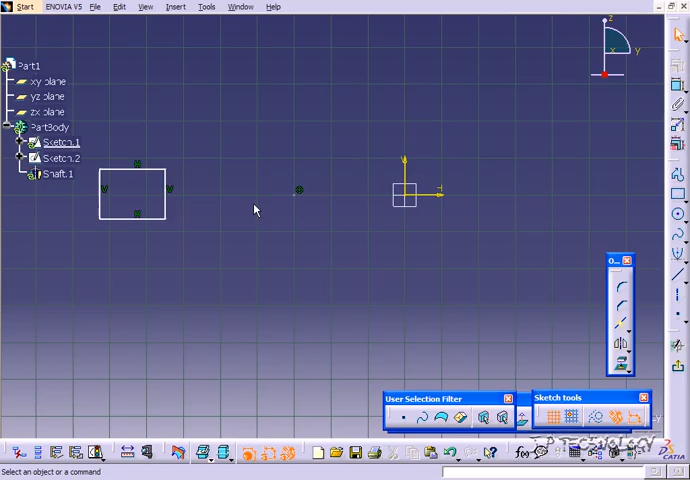 Start ENOVIA V5 File Edit View Insert Tools Window Help
z
x y
Part1
xy plane
yz plane
zx plane
PartBody
Sketch.1
Sketch.2
Shaft.1
H
V V
H
V
H
O...
User Selection Filter
Sketch tools
TECHNOLOGY
CATIA
Select an object or a command